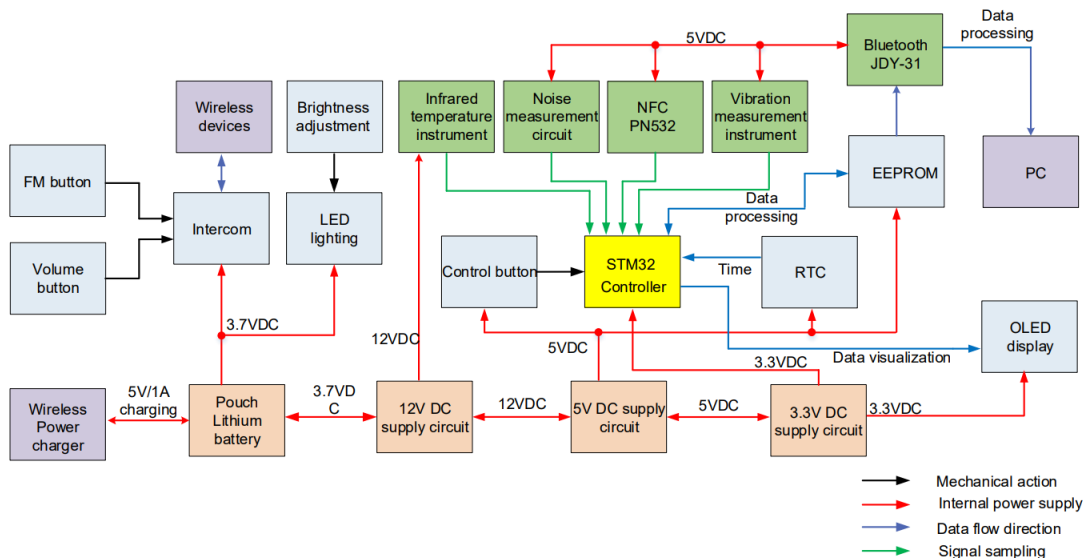 Data
processing
5VDC
Bluetooth
JDY-31
Wireless
devices
Brightness
adjustment
Infrared
temperature
instrument
Noise
measurement
circuit
NFC
PN532
Vibration
measurement
instrument
FM button
EEPROM
PC
Intercom
LED
lighting
Data
processing
Volume
button
Control button
STM32
Controller
Time
RTC
3.7VDC
12VDC
5VDC
3.3VDC
Data visualization
OLED
display
5V/1A
charging
Wireless
Power
charger
Pouch
Lithium
battery
3.7VD
C
12V DC
supply circuit
12VDC
5V DC supply
circuit
5VDC
3.3V DC
supply circuit
3.3VDC
Mechanical action
Internal power supply
Data flow direction
Signal sampling